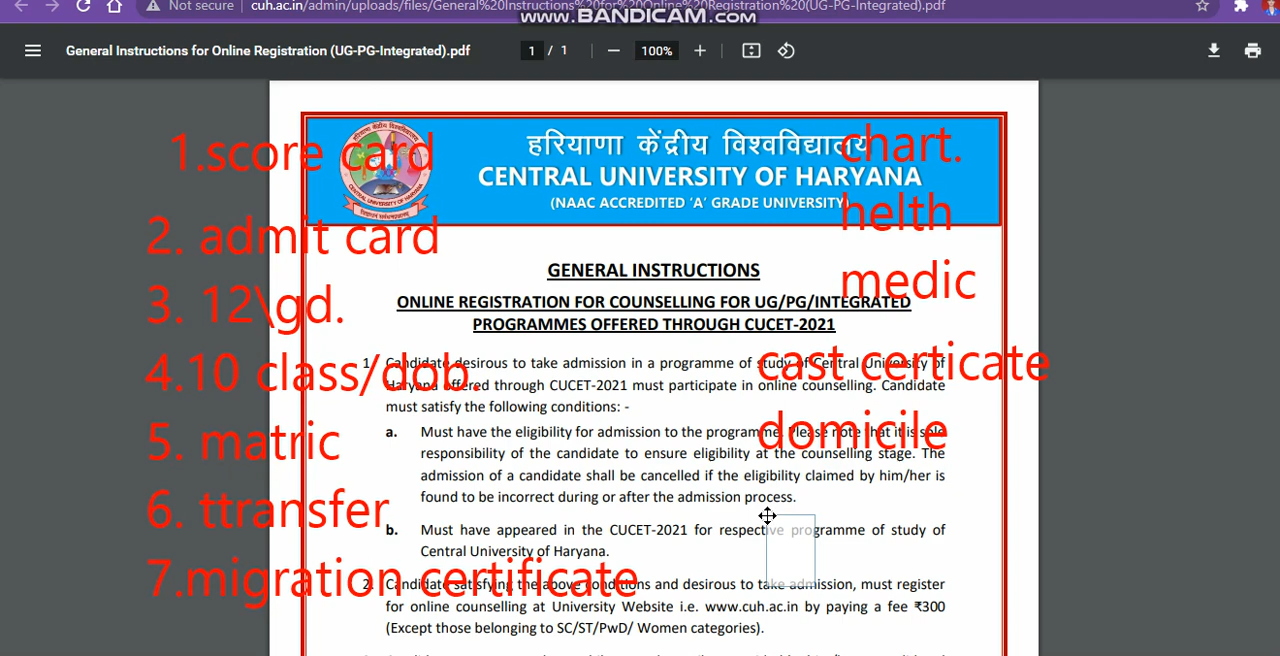 Not secure | cuh.ac.in/admin/uploads/files/General%20Instructions%20for%20Online%20Registration%20(UG-PG-Integrated).pdf
www.BANDICAM.com
General Instructions for Online Registration (UG-PG-Integrated).pdf 1 / 1 — 100% +
हरियाणा केंद्रीय विश्वविद्यालय
CENTRAL UNIVERSITY OF HARYANA
(NAAC ACCREDITED ‘A’ GRADE UNIVERSITY)
1.score card
2. admit card
3. 12\gd.
4.10 class/dob.
5. matric
6. ttransfer
7.migration certificate
chart.
helth
medic
cast certicate
domicile
GENERAL INSTRUCTIONS
ONLINE REGISTRATION FOR COUNSELLING FOR UG/PG/INTEGRATED
PROGRAMMES OFFERED THROUGH CUCET-2021
1. Candidate desirous to take admission in a programme of study of Central University of
Haryana offered through CUCET-2021 must participate in online counselling. Candidate
must satisfy the following conditions: -
a. Must have the eligibility for admission to the programme. Please note that it is sole
responsibility of the candidate to ensure eligibility at the counselling stage. The
admission of a candidate shall be cancelled if the eligibility claimed by him/her is
found to be incorrect during or after the admission process.
b. Must have appeared in the CUCET-2021 for respective programme of study of
Central University of Haryana.
2. Candidate satisfying the above conditions and desirous to take admission, must register
for online counselling at University Website i.e. www.cuh.ac.in by paying a fee ₹300
(Except those belonging to SC/ST/PwD/ Women categories).